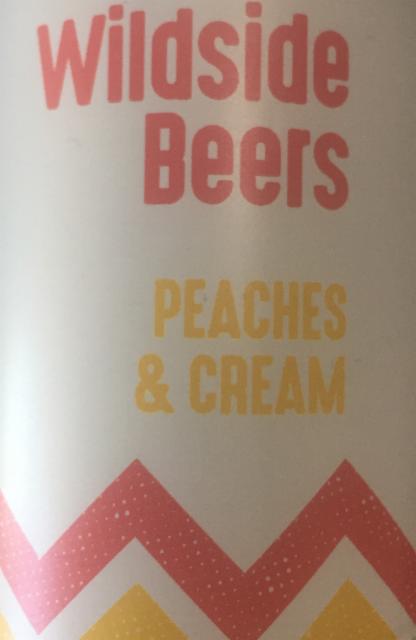 Wildside
Beers
PEACHES
& CREAM